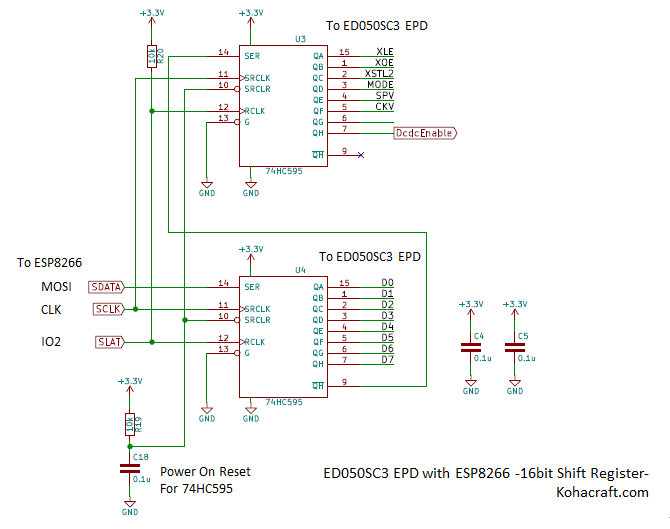 +3.3V
+3.3V
To ED050SC3 EPD
10k
R20
U3
14 SER QA 15 XLE
QB 1 XOE
11 SRCLK QC 2 XSTL2
10 SRCLR QD 3 MODE
QE 4 SPV
12 RCLK QF 5 CKV
13 G QG 6
QH 7 DcdcEnable
QH 9
74HC595
GND
GND
+3.3V
To ED050SC3 EPD
To ESP8266
U4
MOSI SDATA 14 SER QA 15 D0
QB 1 D1
CLK SCLK 11 SRCLK QC 2 D2
10 SRCLR QD 3 D3
QE 4 D4
IO2 SLAT 12 RCLK QF 5 D5
13 G QG 6 D6
QH 7 D7
QH 9
74HC595
GND
GND
+3.3V
+3.3V
C4
0.1u
C5
0.1u
GND
GND
+3.3V
10k
R19
C18
0.1u
GND
Power On Reset
For 74HC595
ED050SC3 EPD with ESP8266 -16bit Shift Register-
Kohacraft.com